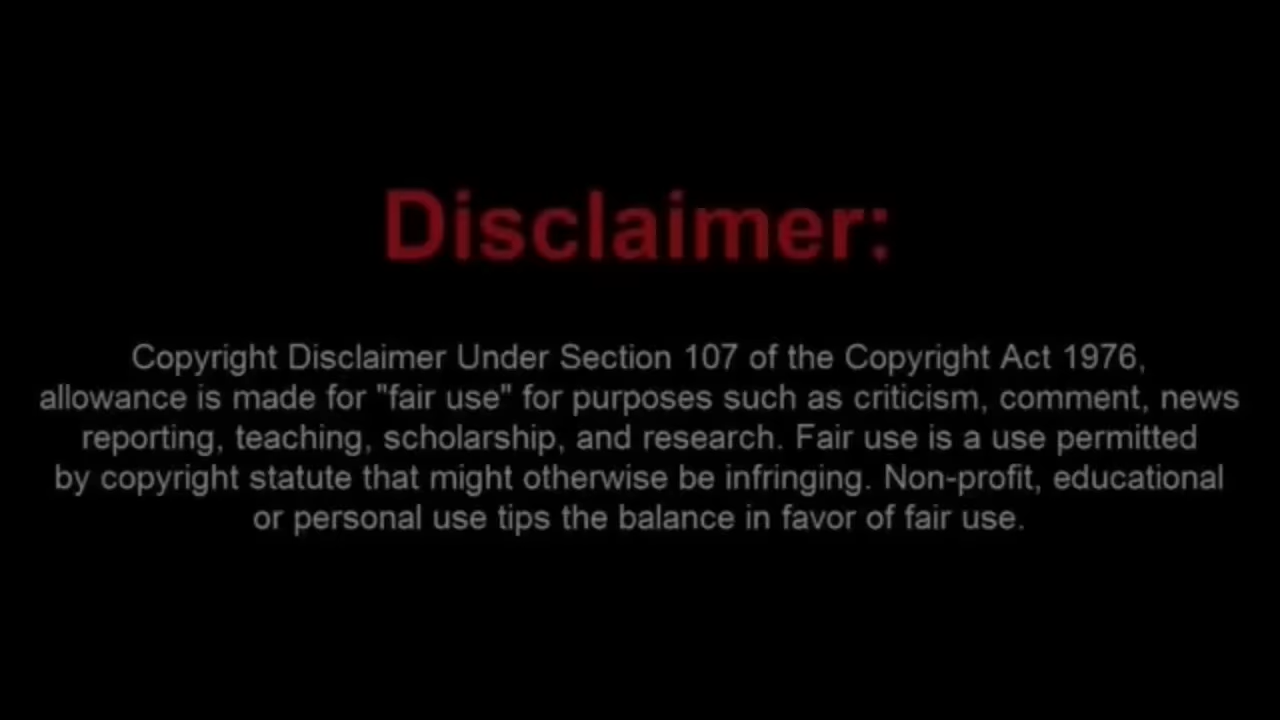 Disclaimer:
Copyright Disclaimer Under Section 107 of the Copyright Act 1976,
allowance is made for "fair use" for purposes such as criticism, comment, news
reporting, teaching, scholarship, and research. Fair use is a use permitted
by copyright statute that might otherwise be infringing. Non-profit, educational
or personal use tips the balance in favor of fair use.